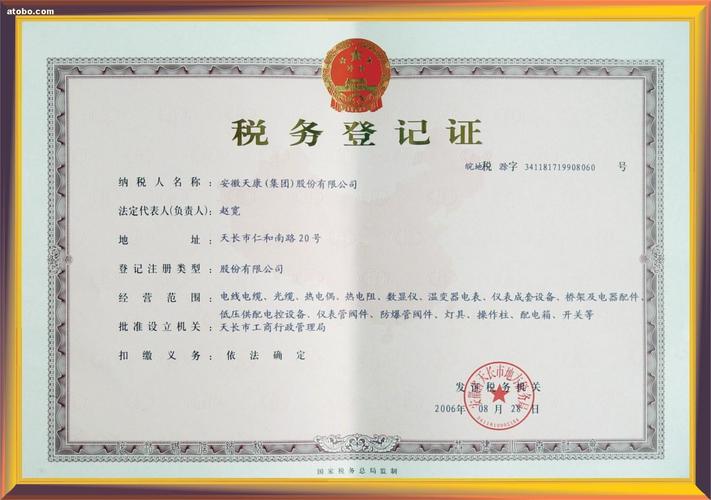 atobo.com
税务登记证
皖地税 滁字 341181719908060 号
纳税人名称: 安徽天康(集团)股份有限公司
法定代表人(负责人): 赵宽
地 址: 天长市仁和南路20号
登记注册类型: 股份有限公司
经营范围: 电线电缆、光缆、热电偶、热电阻、数显仪、温变器电表、仪表成套设备、桥架及电器配件、
低压供配电控设备、仪表管阀件、防爆管阀件、灯具、操作柱、配电箱、开关等
批准设立机关: 天长市工商行政管理局
扣缴义务: 依法确定
发证税务机关
2006年 08月 28日
国家税务总局监制